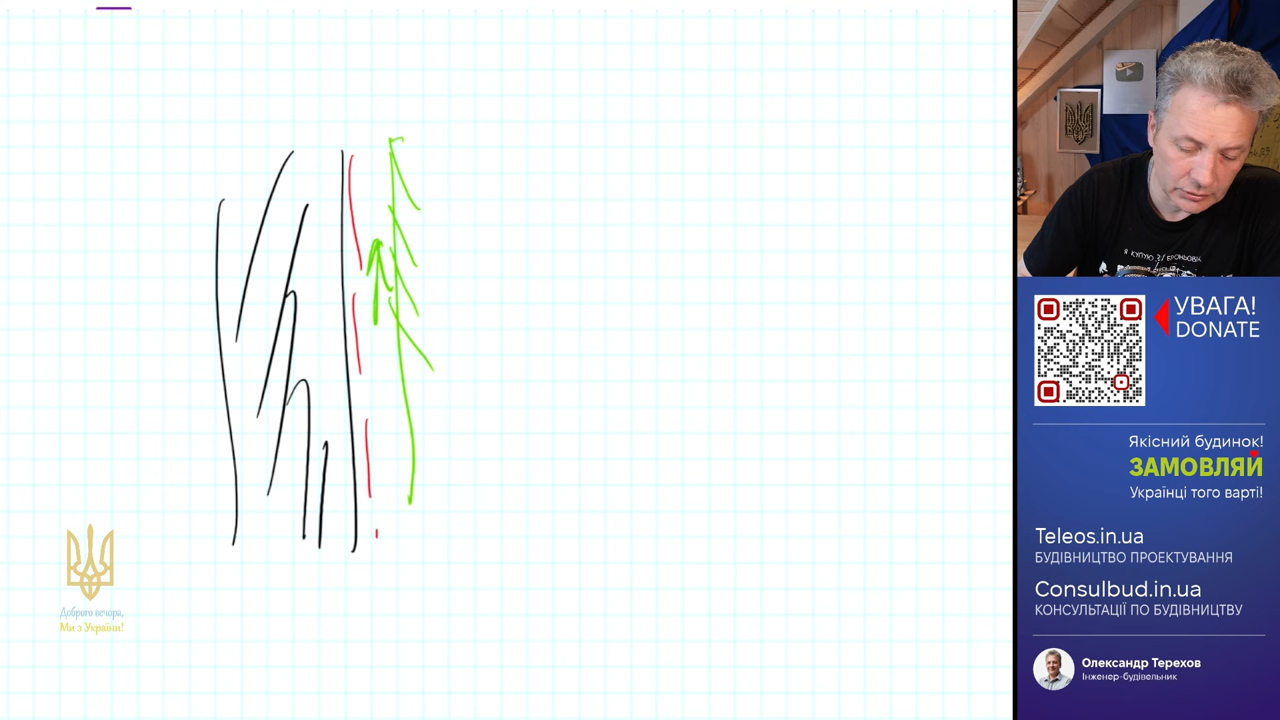 Доброго вечора,
Ми з України!
Я КУПУЮ
УВАГА!
DONATE
Якісний будинок!
ЗАМОВЛЯЙ
Українці того варті!
Teleos.in.ua
БУДІВНИЦТВО ПРОЕКТУВАННЯ
Consulbud.in.ua
КОНСУЛЬТАЦІЇ ПО БУДІВНИЦТВУ
Олександр Терехов
Інженер-будівельник